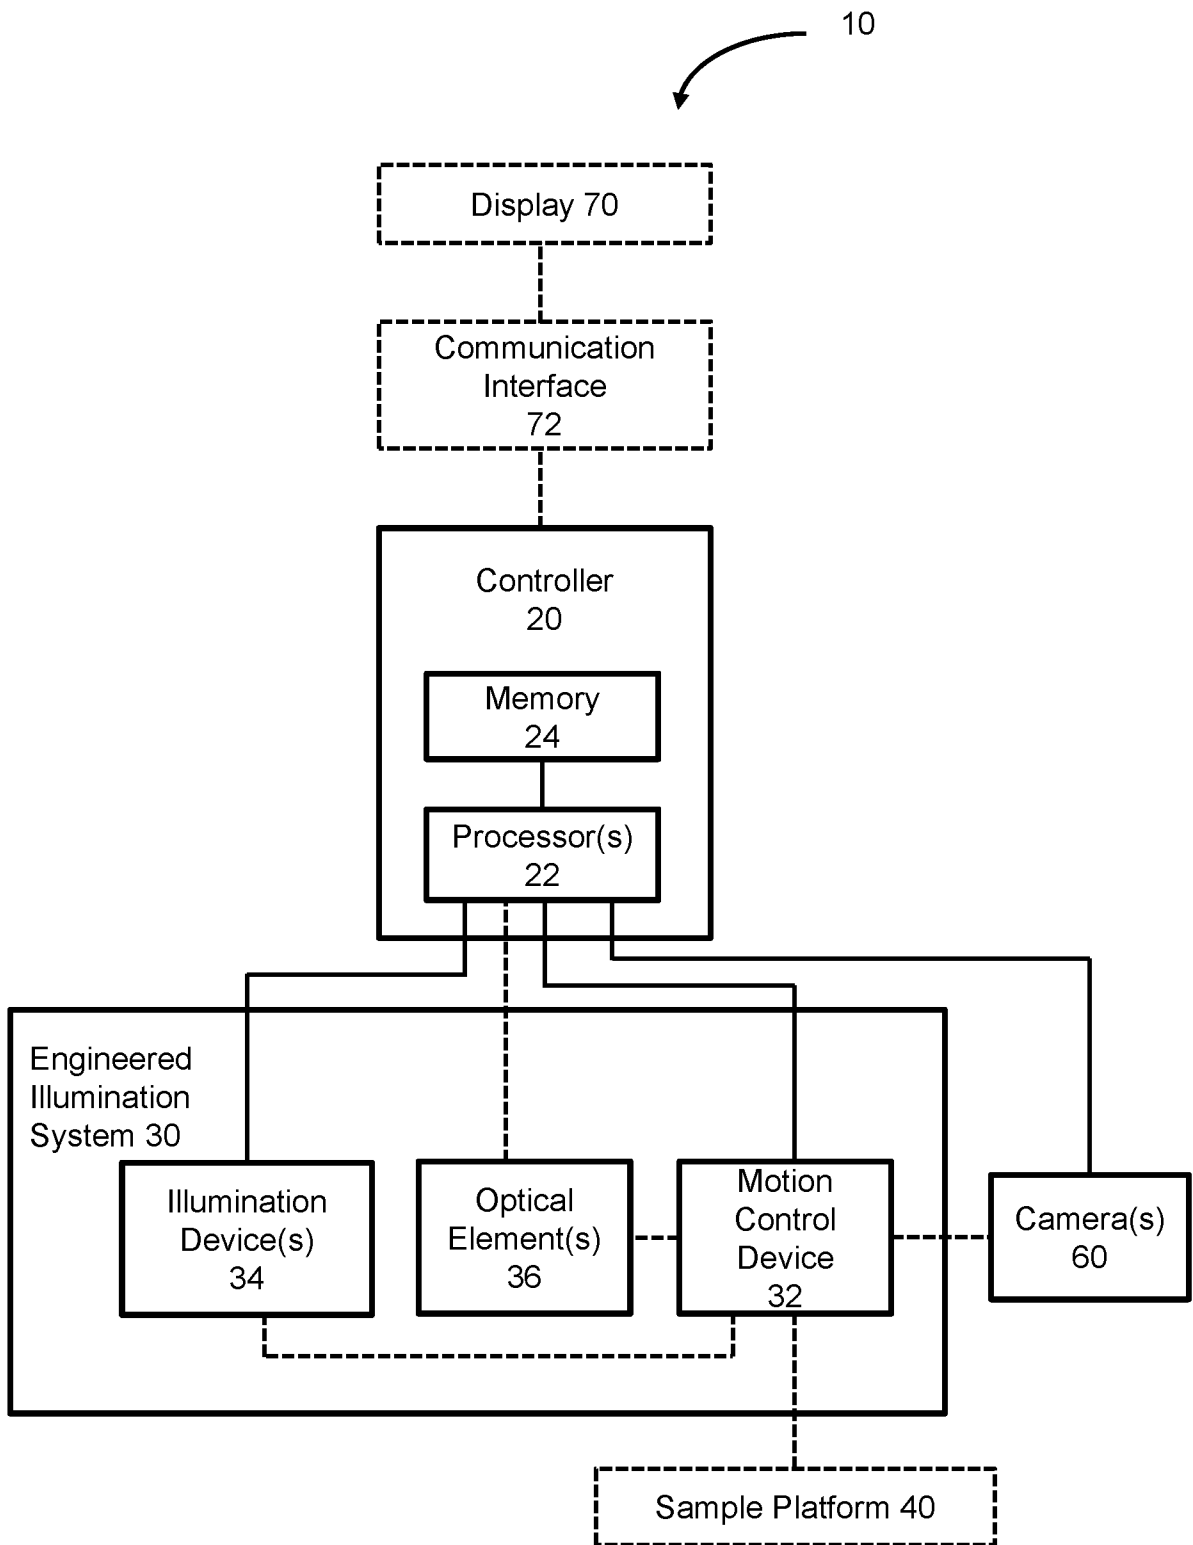 10
Display 70
Communication
Interface
72
Controller
20
Memory
24
Processor(s)
22
Engineered
Illumination
System 30
Illumination
Device(s)
34
Optical
Element(s)
36
Motion
Control
Device
32
Camera(s)
60
Sample Platform 40